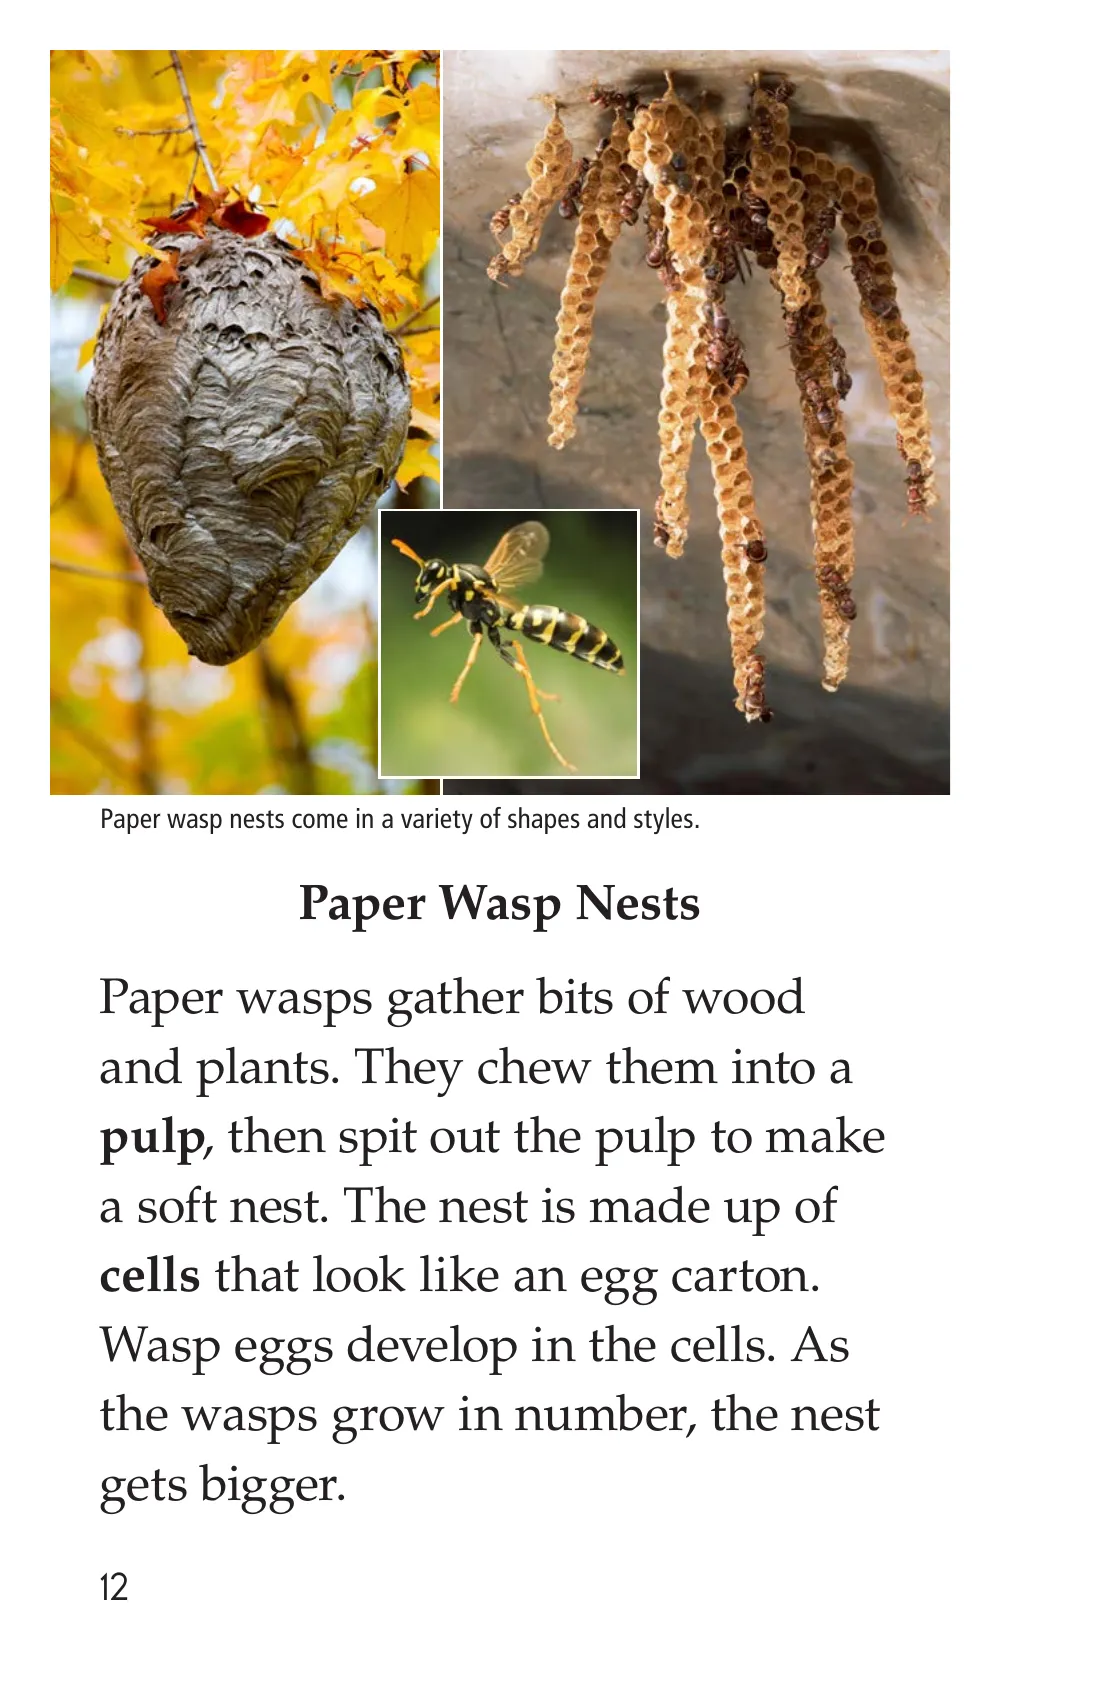 Paper wasp nests come in a variety of shapes and styles.
Paper Wasp Nests
Paper wasps gather bits of wood
and plants. They chew them into a
pulp, then spit out the pulp to make
a soft nest. The nest is made up of
cells that look like an egg carton.
Wasp eggs develop in the cells. As
the wasps grow in number, the nest
gets bigger.
12